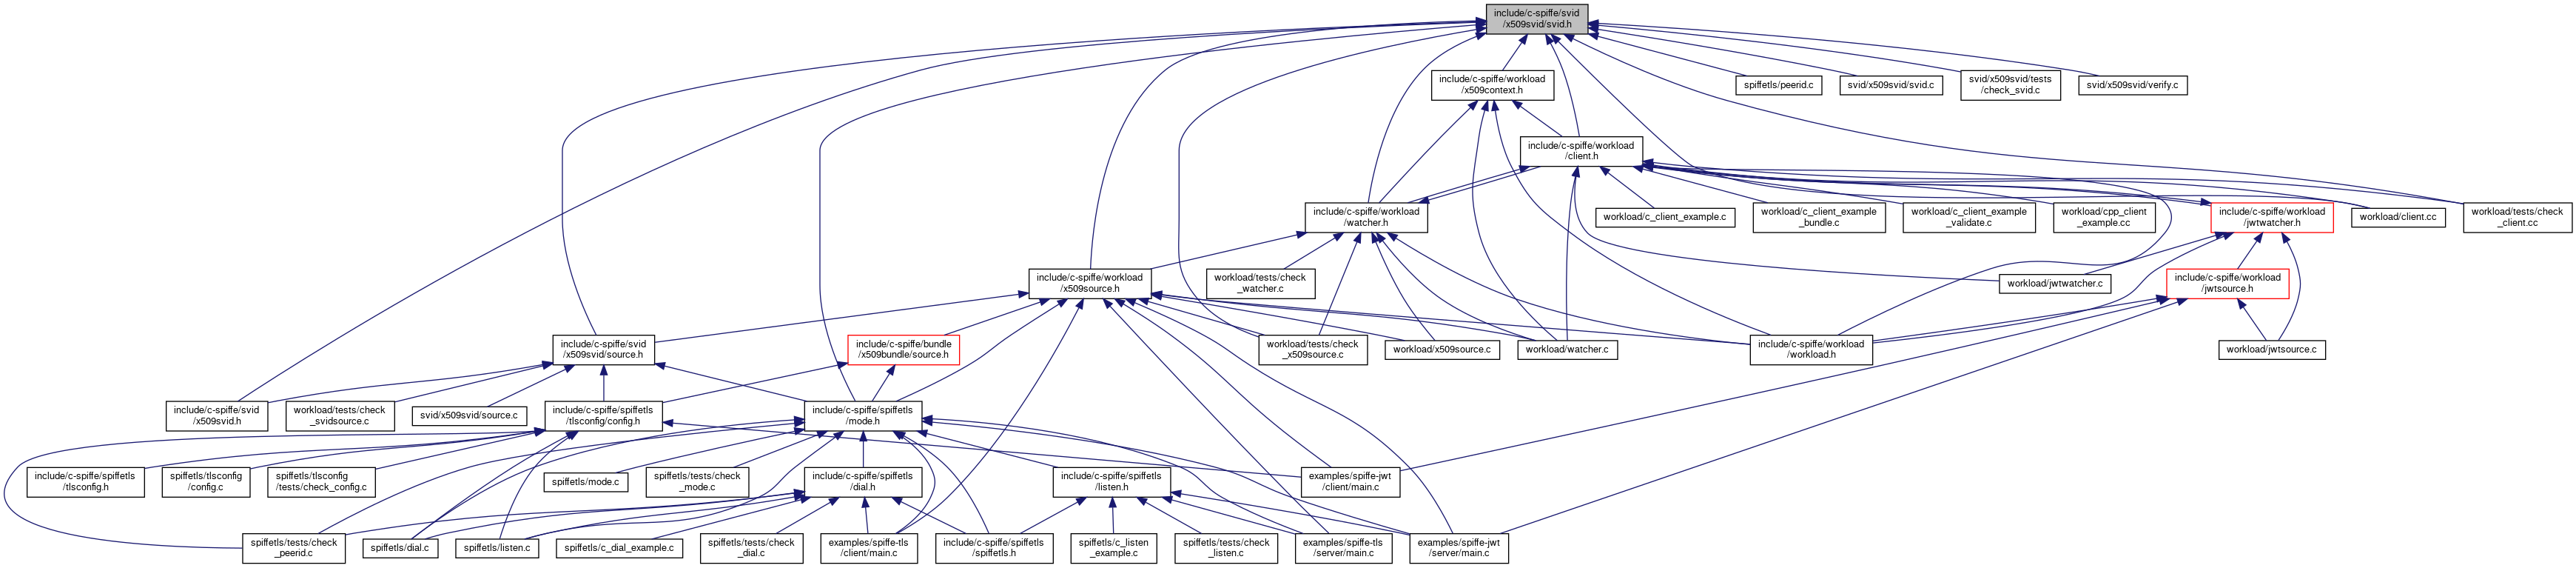 include/c-spiffe/svid
/x509svid/svid.h
include/c-spiffe/workload
/x509context.h
spiffetls/peerid.c
svid/x509svid/svid.c
svid/x509svid/tests
/check_svid.c
svid/x509svid/verify.c
include/c-spiffe/workload
/client.h
include/c-spiffe/workload
/watcher.h
workload/c_client_example.c
workload/c_client_example
_bundle.c
workload/c_client_example
_validate.c
workload/cpp_client
_example.cc
include/c-spiffe/workload
/jwtwatcher.h
workload/client.cc
workload/tests/check
_client.cc
include/c-spiffe/workload
/x509source.h
workload/tests/check
_watcher.c
workload/jwtwatcher.c
include/c-spiffe/workload
/jwtsource.h
include/c-spiffe/svid
/x509svid/source.h
include/c-spiffe/bundle
/x509bundle/source.h
workload/tests/check
_x509source.c
workload/x509source.c
workload/watcher.c
include/c-spiffe/workload
/workload.h
workload/jwtsource.c
include/c-spiffe/svid
/x509svid.h
workload/tests/check
_svidsource.c
svid/x509svid/source.c
include/c-spiffe/spiffetls
/tlsconfig/config.h
include/c-spiffe/spiffetls
/mode.h
include/c-spiffe/spiffetls
/tlsconfig.h
spiffetls/tlsconfig
/config.c
spiffetls/tlsconfig
/tests/check_config.c
spiffetls/mode.c
spiffetls/tests/check
_mode.c
include/c-spiffe/spiffetls
/dial.h
include/c-spiffe/spiffetls
/listen.h
examples/spiffe-jwt
/client/main.c
spiffetls/tests/check
_peerid.c
spiffetls/dial.c
spiffetls/listen.c
spiffetls/c_dial_example.c
spiffetls/tests/check
_dial.c
examples/spiffe-tls
/client/main.c
include/c-spiffe/spiffetls
/spiffetls.h
spiffetls/c_listen
_example.c
spiffetls/tests/check
_listen.c
examples/spiffe-tls
/server/main.c
examples/spiffe-jwt
/server/main.c